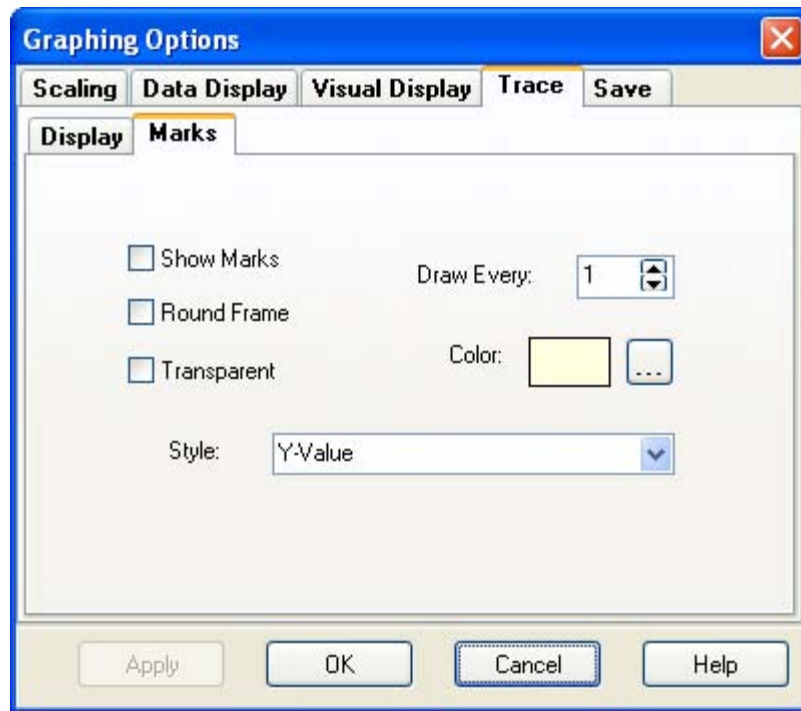 Graphing Options
Scaling Data Display Visual Display Trace Save
Display Marks
Show Marks
Draw Every: 1
Round Frame
Color: ...
Transparent
Style: Y-Value
Apply OK Cancel Help